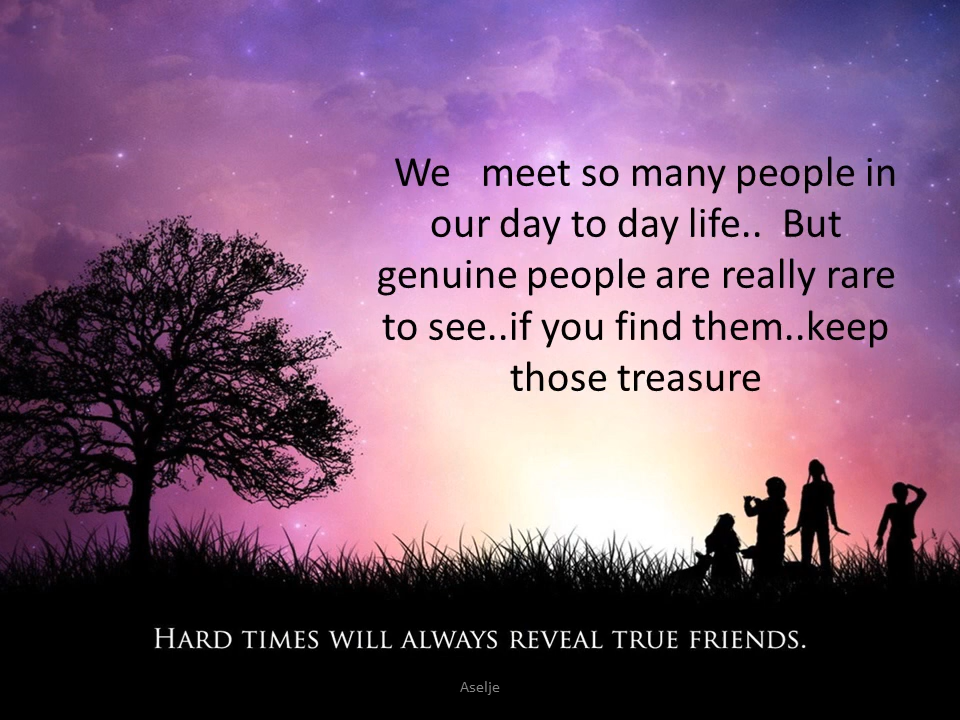 We   meet so many people in
our day to day life..  But
genuine people are really rare
to see..if you find them..keep
those treasure
Hard times will always reveal true friends.
Aselje